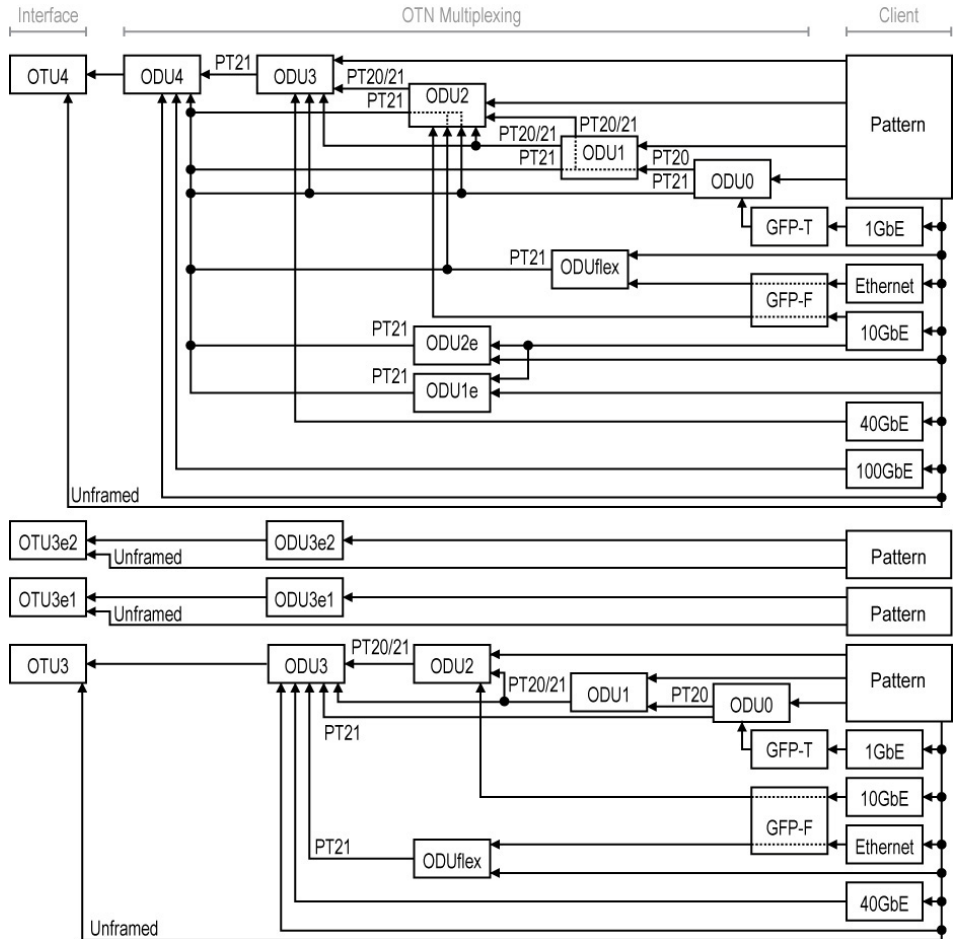 Interface
OTN Multiplexing
Client
OTU4
ODU4
PT21
ODU3
PT20/21
PT21
ODU2
Pattern
PT20/21
PT20/21
PT21
ODU1
PT20
PT21
ODU0
GFP-T
1GbE
PT21
ODUflex
Ethernet
GFP-F
10GbE
PT21
ODU2e
PT21
ODU1e
40GbE
100GbE
Unframed
OTU3e2
Unframed
ODU3e2
Pattern
OTU3e1
Unframed
ODU3e1
Pattern
OTU3
ODU3
PT20/21
ODU2
Pattern
PT20/21
ODU1
PT20
ODU0
PT21
GFP-T
1GbE
10GbE
GFP-F
Ethernet
PT21
ODUflex
40GbE
Unframed